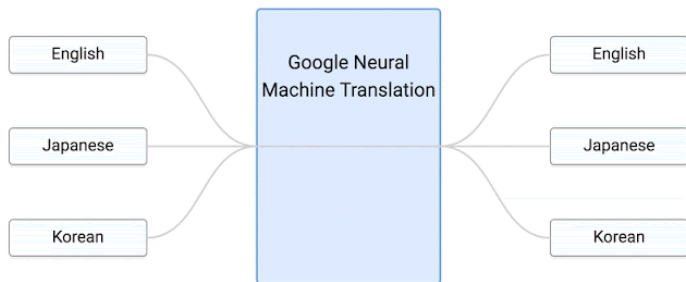 English
Japanese
Korean
Google Neural
Machine Translation
English
Japanese
Korean